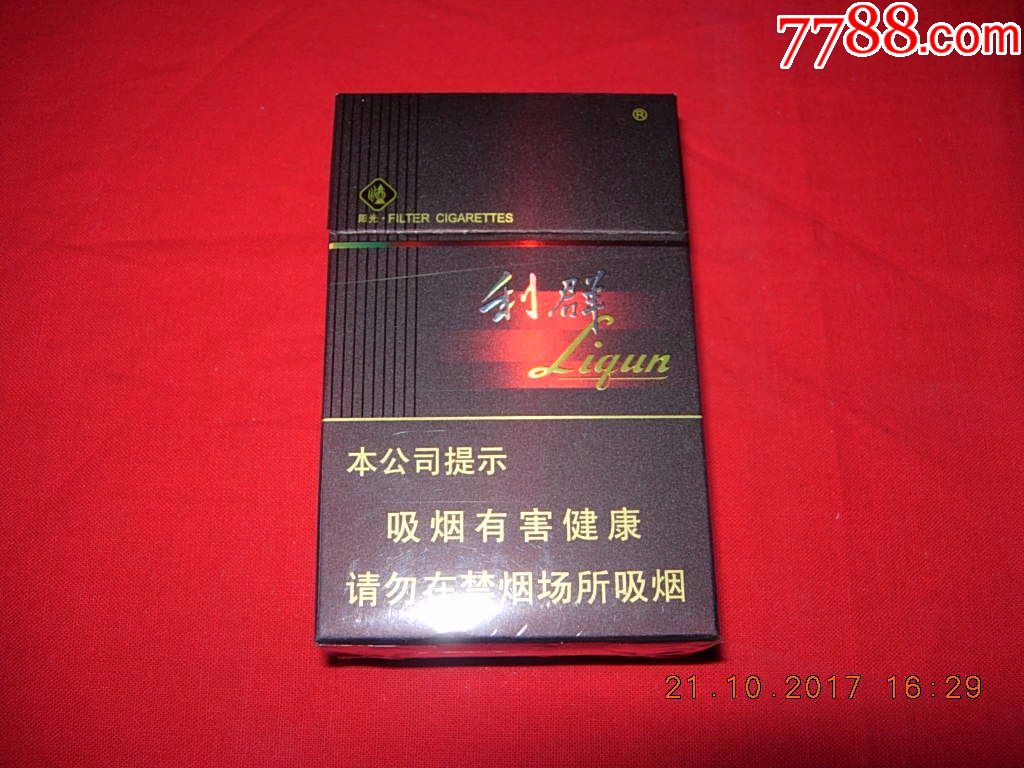 7788.com
®
阳光·FILTER CIGARETTES
利群
Liqun
本公司提示
吸烟有害健康
请勿在禁烟场所吸烟
21.10.2017 16:29